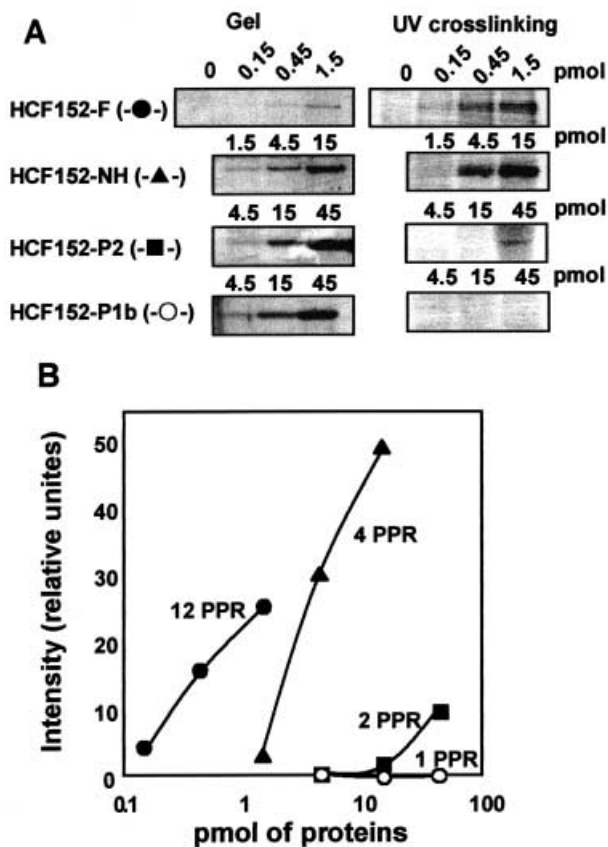 A
Gel UV crosslinking
0 0.15 0.45 1.5 0 0.15 0.45 1.5 pmol
HCF152-F (-●-)
1.5 4.5 15 1.5 4.5 15 pmol
HCF152-NH (-▲-)
4.5 15 45 4.5 15 45 pmol
HCF152-P2 (-■-)
4.5 15 45 4.5 15 45 pmol
HCF152-P1b (-○-)
B
Intensity (relative unites)
50
40
30
20
10
0
12 PPR
4 PPR
2 PPR
1 PPR
0.1 1 10 100
pmol of proteins